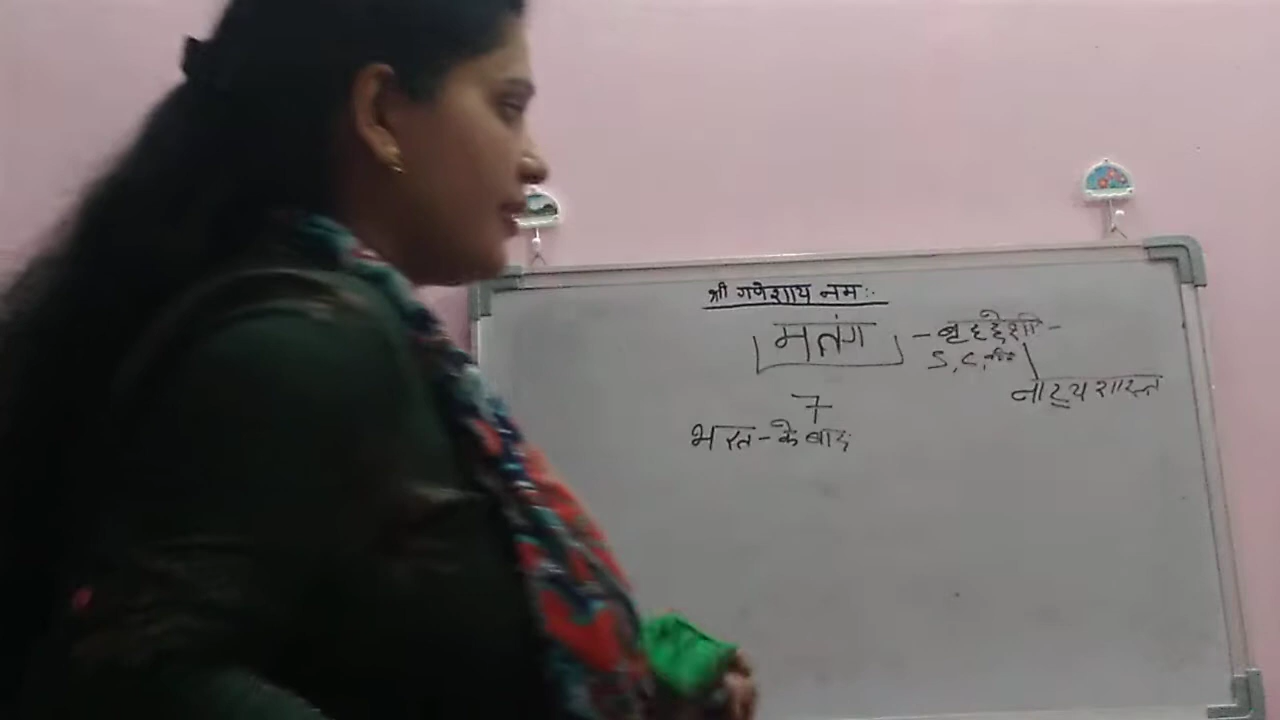 श्री गणेशाय नमः
मतंग - बृहद्देशी -
S, C,
नाट्यशास्त्र
7
भरत - के बाद